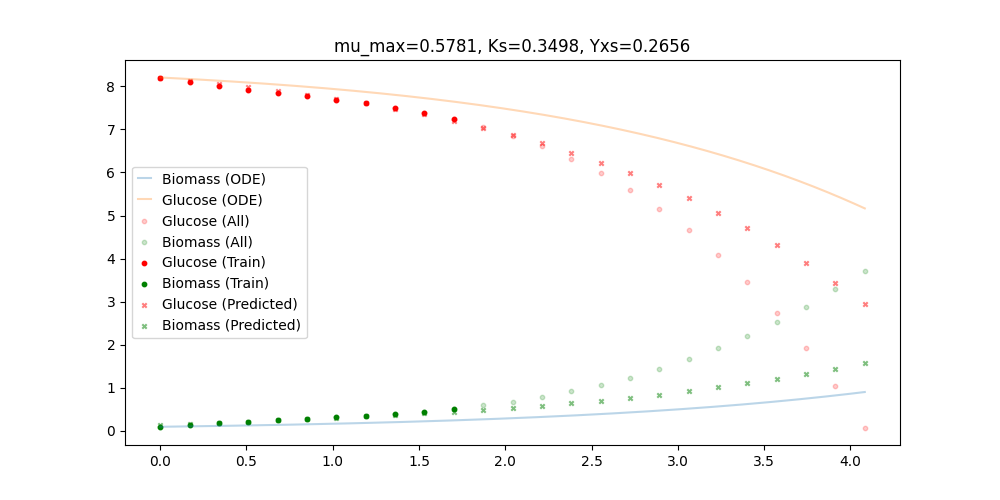 mu_max=0.5781, Ks=0.3498, Yxs=0.2656
8
7
6
5
4
3
2
1
0
Biomass (ODE)
Glucose (ODE)
Glucose (All)
Biomass (All)
Glucose (Train)
Biomass (Train)
Glucose (Predicted)
Biomass (Predicted)
0.0 0.5 1.0 1.5 2.0 2.5 3.0 3.5 4.0